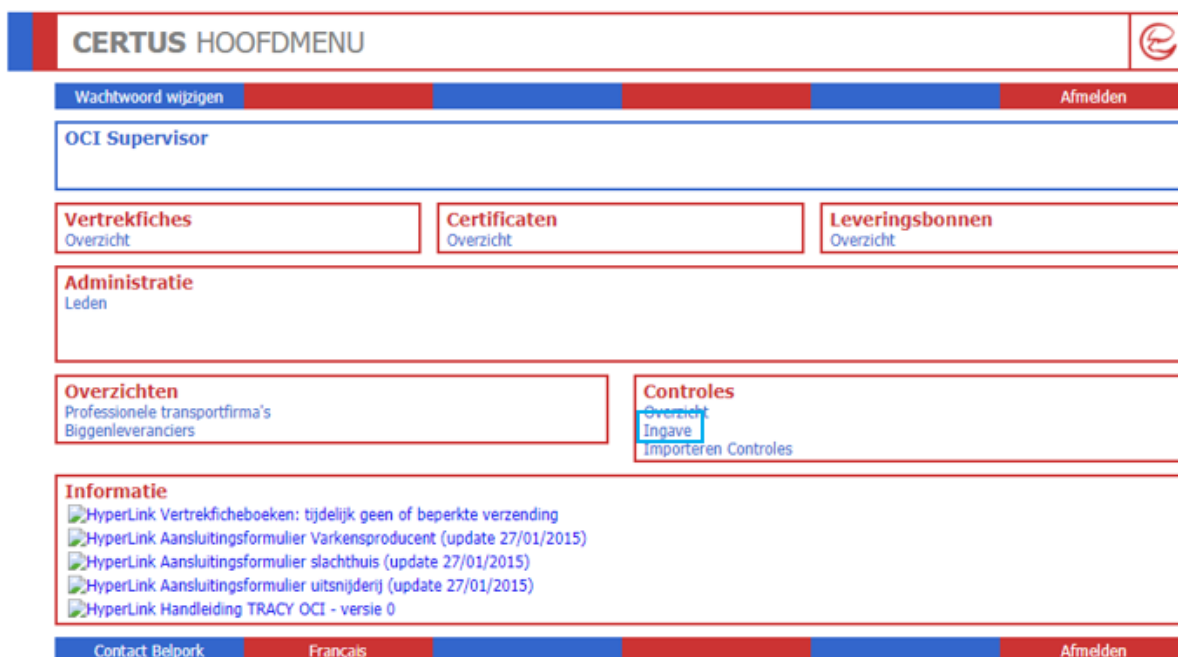 CERTUS HOOFDMENU
Wachtwoord wijzigen Afmelden
OCI Supervisor
Vertrekfiches
Overzicht
Certificaten
Overzicht
Leveringsbonnen
Overzicht
Administratie
Leden
Overzichten
Professionele transportfirma's
Biggenleveranciers
Controles
Overzicht
Ingave
Importeren Controles
Informatie
HyperLink Vertrekficheboeken: tijdelijk geen of beperkte verzending
HyperLink Aansluitingsformulier Varkensproducent (update 27/01/2015)
HyperLink Aansluitingsformulier slachthuis (update 27/01/2015)
HyperLink Aansluitingsformulier uitsnijderij (update 27/01/2015)
HyperLink Handleiding TRACY OCI - versie 0
Contact Belpork Français Afmelden